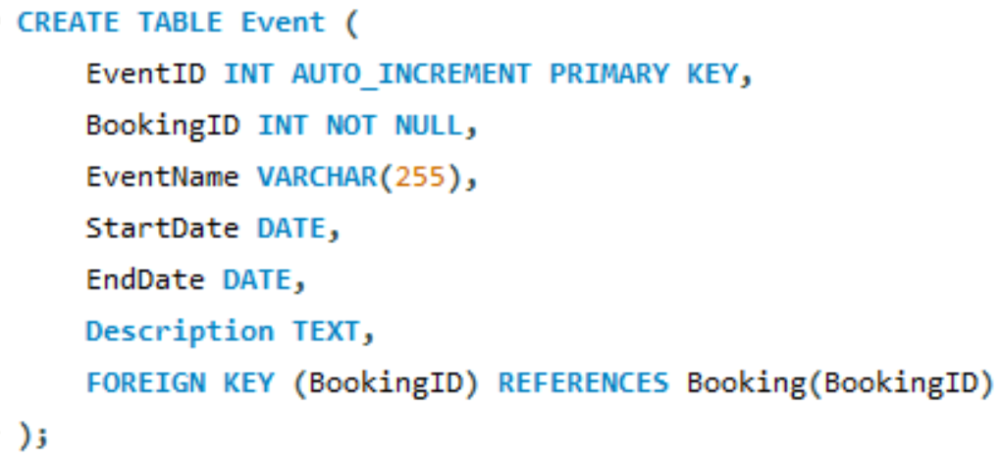 CREATE TABLE Event (
EventID INT AUTO_INCREMENT PRIMARY KEY,
BookingID INT NOT NULL,
EventName VARCHAR(255),
StartDate DATE,
EndDate DATE,
Description TEXT,
FOREIGN KEY (BookingID) REFERENCES Booking(BookingID)
);